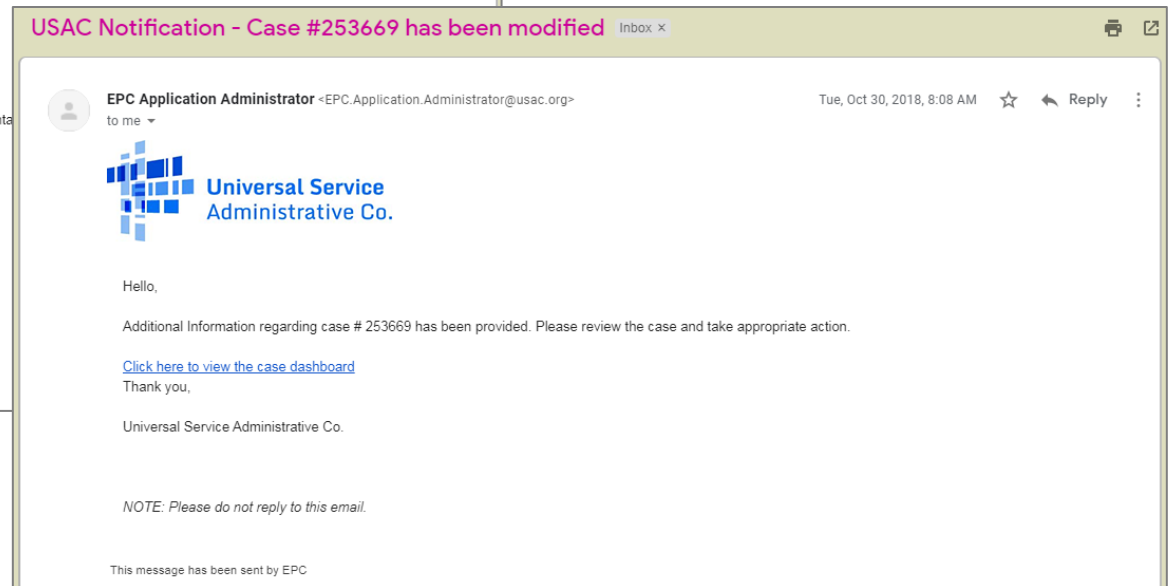 USAC Notification - Case #253669 has been modified Inbox x
EPC Application Administrator <EPC.Application.Administrator@usac.org> Tue, Oct 30, 2018, 8:08 AM Reply
to me
Universal Service
Administrative Co.
Hello,
Additional Information regarding case # 253669 has been provided. Please review the case and take appropriate action.
Click here to view the case dashboard
Thank you,
Universal Service Administrative Co.
NOTE: Please do not reply to this email.
This message has been sent by EPC